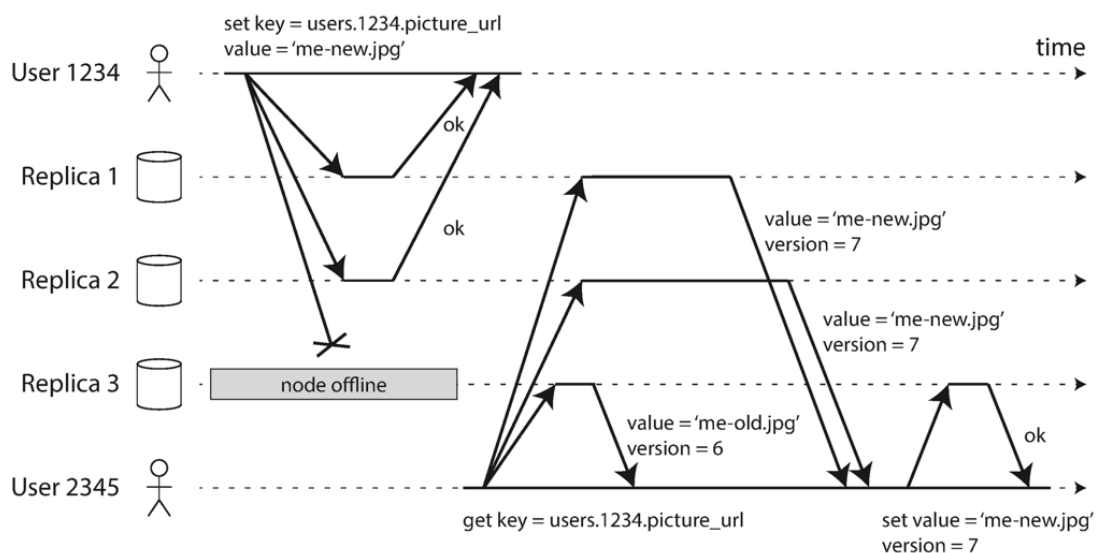 set key = users.1234.picture_url
value = 'me-new.jpg'
time
User 1234
ok
Replica 1
ok
value = 'me-new.jpg'
version = 7
Replica 2
value = 'me-new.jpg'
version = 7
Replica 3
node offline
value = 'me-old.jpg'
version = 6
ok
User 2345
get key = users.1234.picture_url
set value = 'me-new.jpg'
version = 7